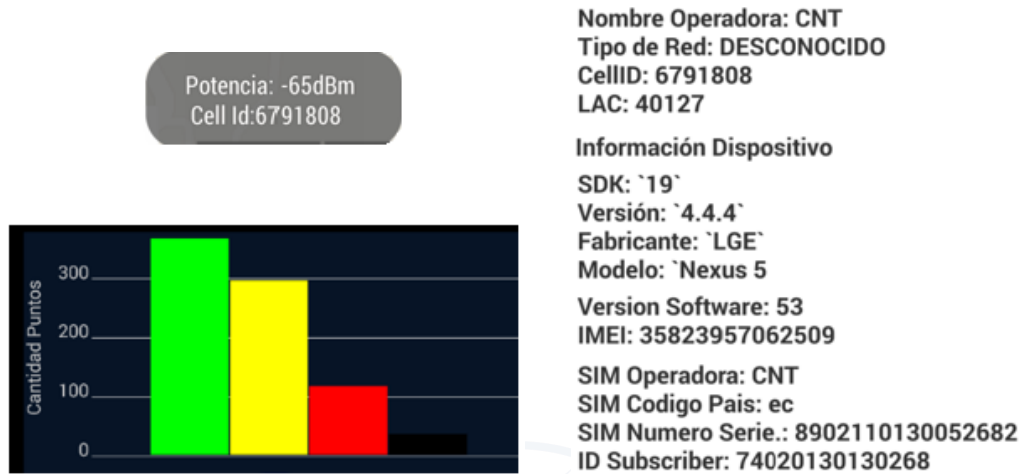 Potencia: -65dBm
Cell Id:6791808
300
200
100
0
Cantidad Puntos
Nombre Operadora: CNT
Tipo de Red: DESCONOCIDO
CellID: 6791808
LAC: 40127
Información Dispositivo
SDK: `19`
Versión: `4.4.4`
Fabricante: `LGE`
Modelo: `Nexus 5
Version Software: 53
IMEI: 35823957062509
SIM Operadora: CNT
SIM Codigo Pais: ec
SIM Numero Serie.: 8902110130052682
ID Subscriber: 74020130130268